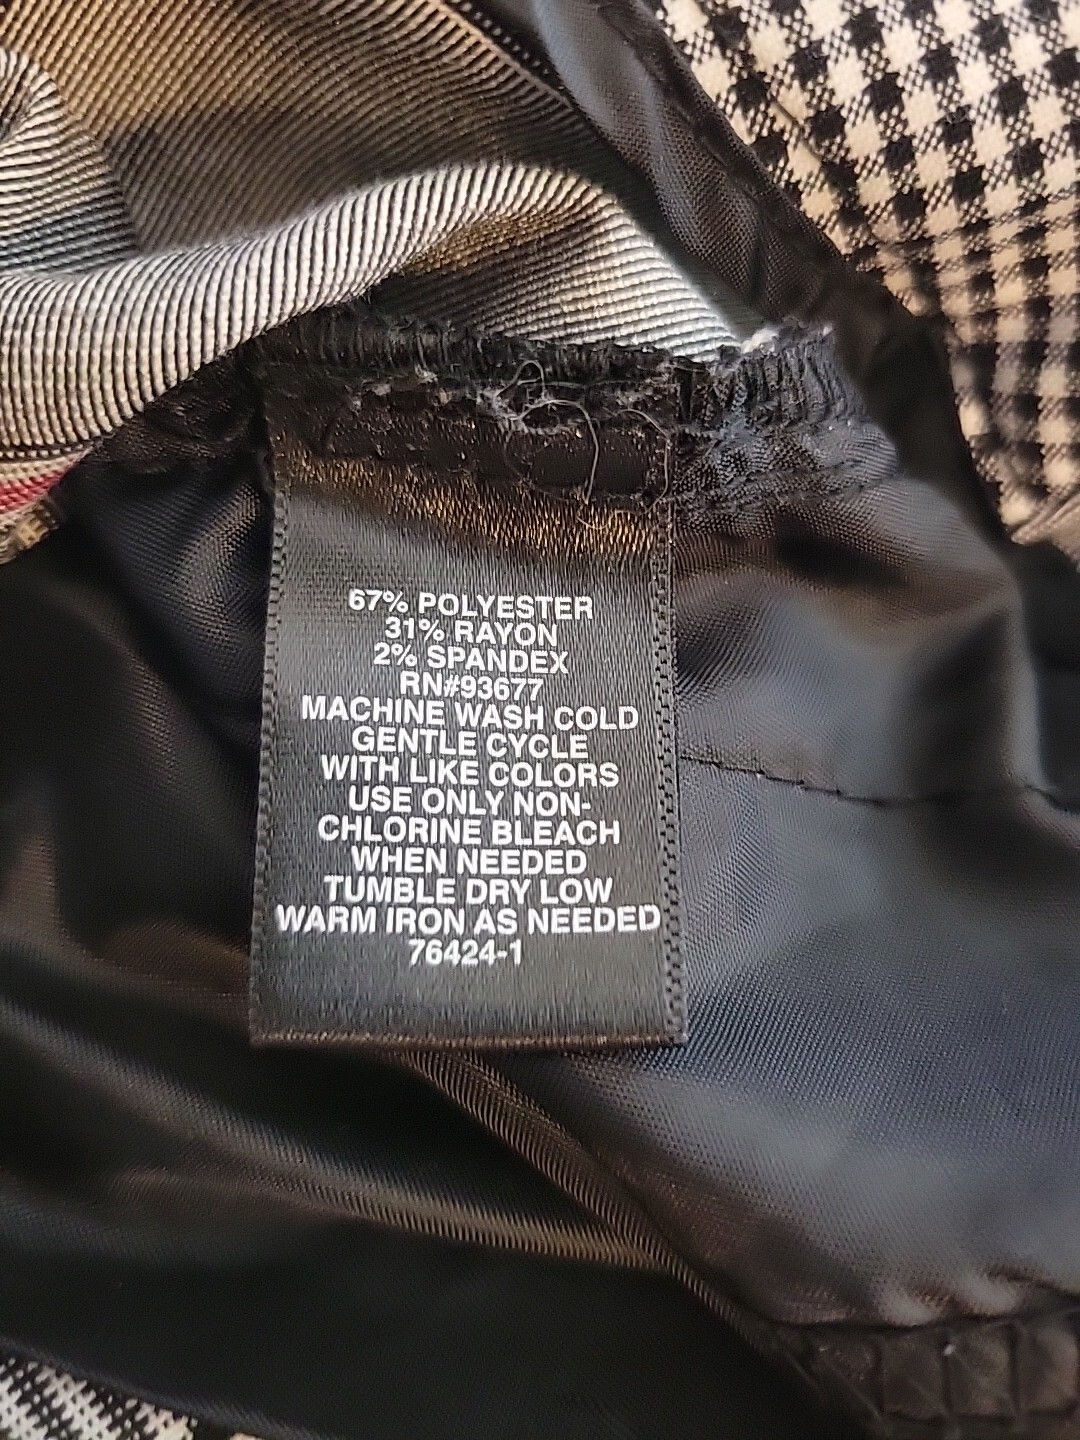 67% POLYESTER
31% RAYON
2% SPANDEX
RN#93677
MACHINE WASH COLD
GENTLE CYCLE
WITH LIKE COLORS
USE ONLY NON-
CHLORINE BLEACH
WHEN NEEDED
TUMBLE DRY LOW
WARM IRON AS NEEDED
76424-1